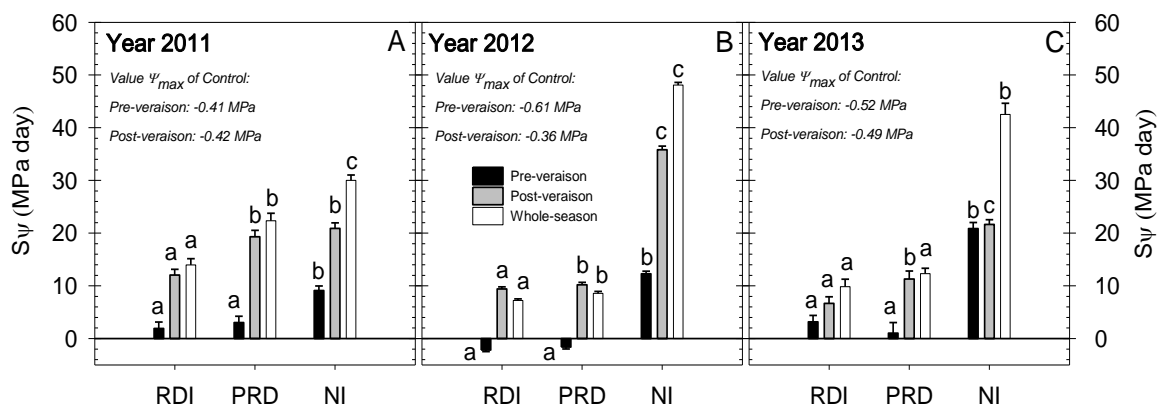 Year 2011 A
Value Ψmax of Control:
Pre-veraison: -0.41 MPa
Post-veraison: -0.42 MPa
Year 2012 B
Value Ψmax of Control:
Pre-veraison: -0.61 MPa
Post-veraison: -0.36 MPa
Pre-veraison
Post-veraison
Whole-season
Year 2013 C
Value Ψmax of Control:
Pre-veraison: -0.52 MPa
Post-veraison: -0.49 MPa
Sψ (MPa day)
60
50
40
30
20
10
0
a a a a b b b b c
a a a a b b b c c
a a a a b a b c b
60
50
40
30
20
10
0
Sψ (MPa day)
RDI PRD NI RDI PRD NI RDI PRD NI